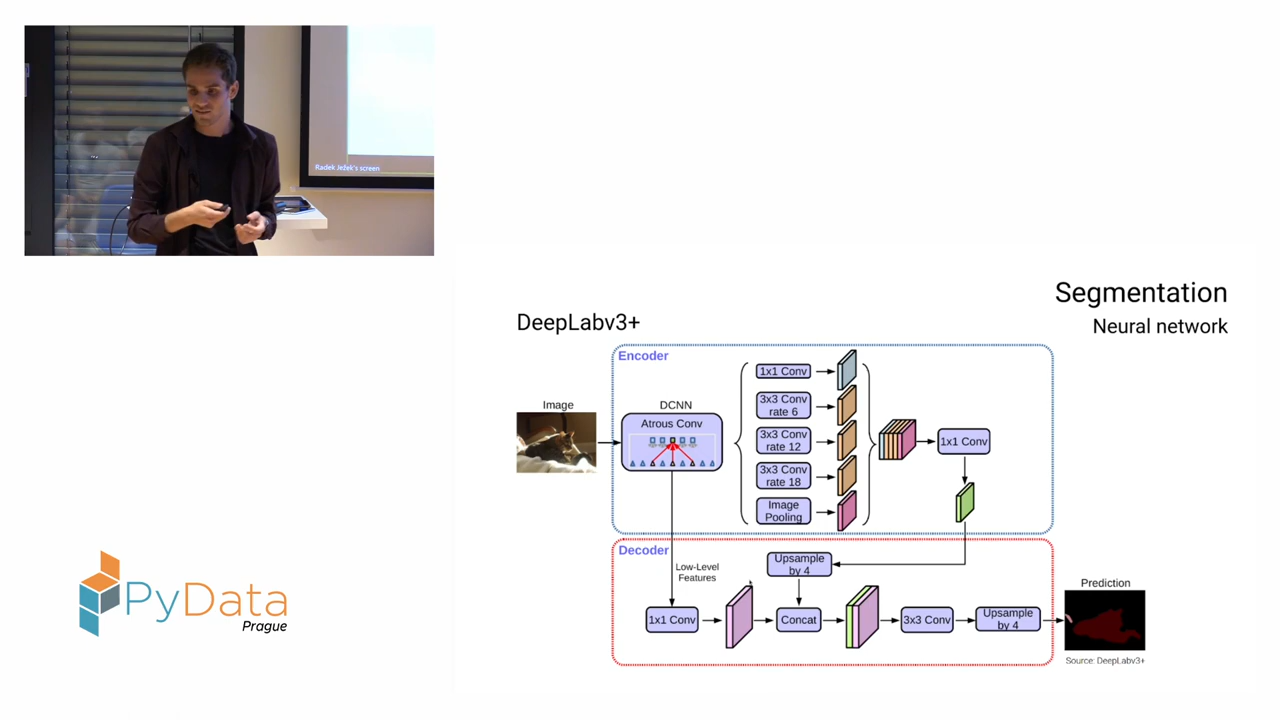 Radek Ježek's screen
Segmentation
Neural network
DeepLabv3+
Encoder
Image
DCNN
Atrous Conv
1x1 Conv
3x3 Conv
rate 6
3x3 Conv
rate 12
3x3 Conv
rate 18
Image
Pooling
1x1 Conv
Decoder
Low-Level
Features
Upsample
by 4
1x1 Conv
Concat
3x3 Conv
Upsample
by 4
Prediction
Source: DeepLabv3+
PyData
Prague